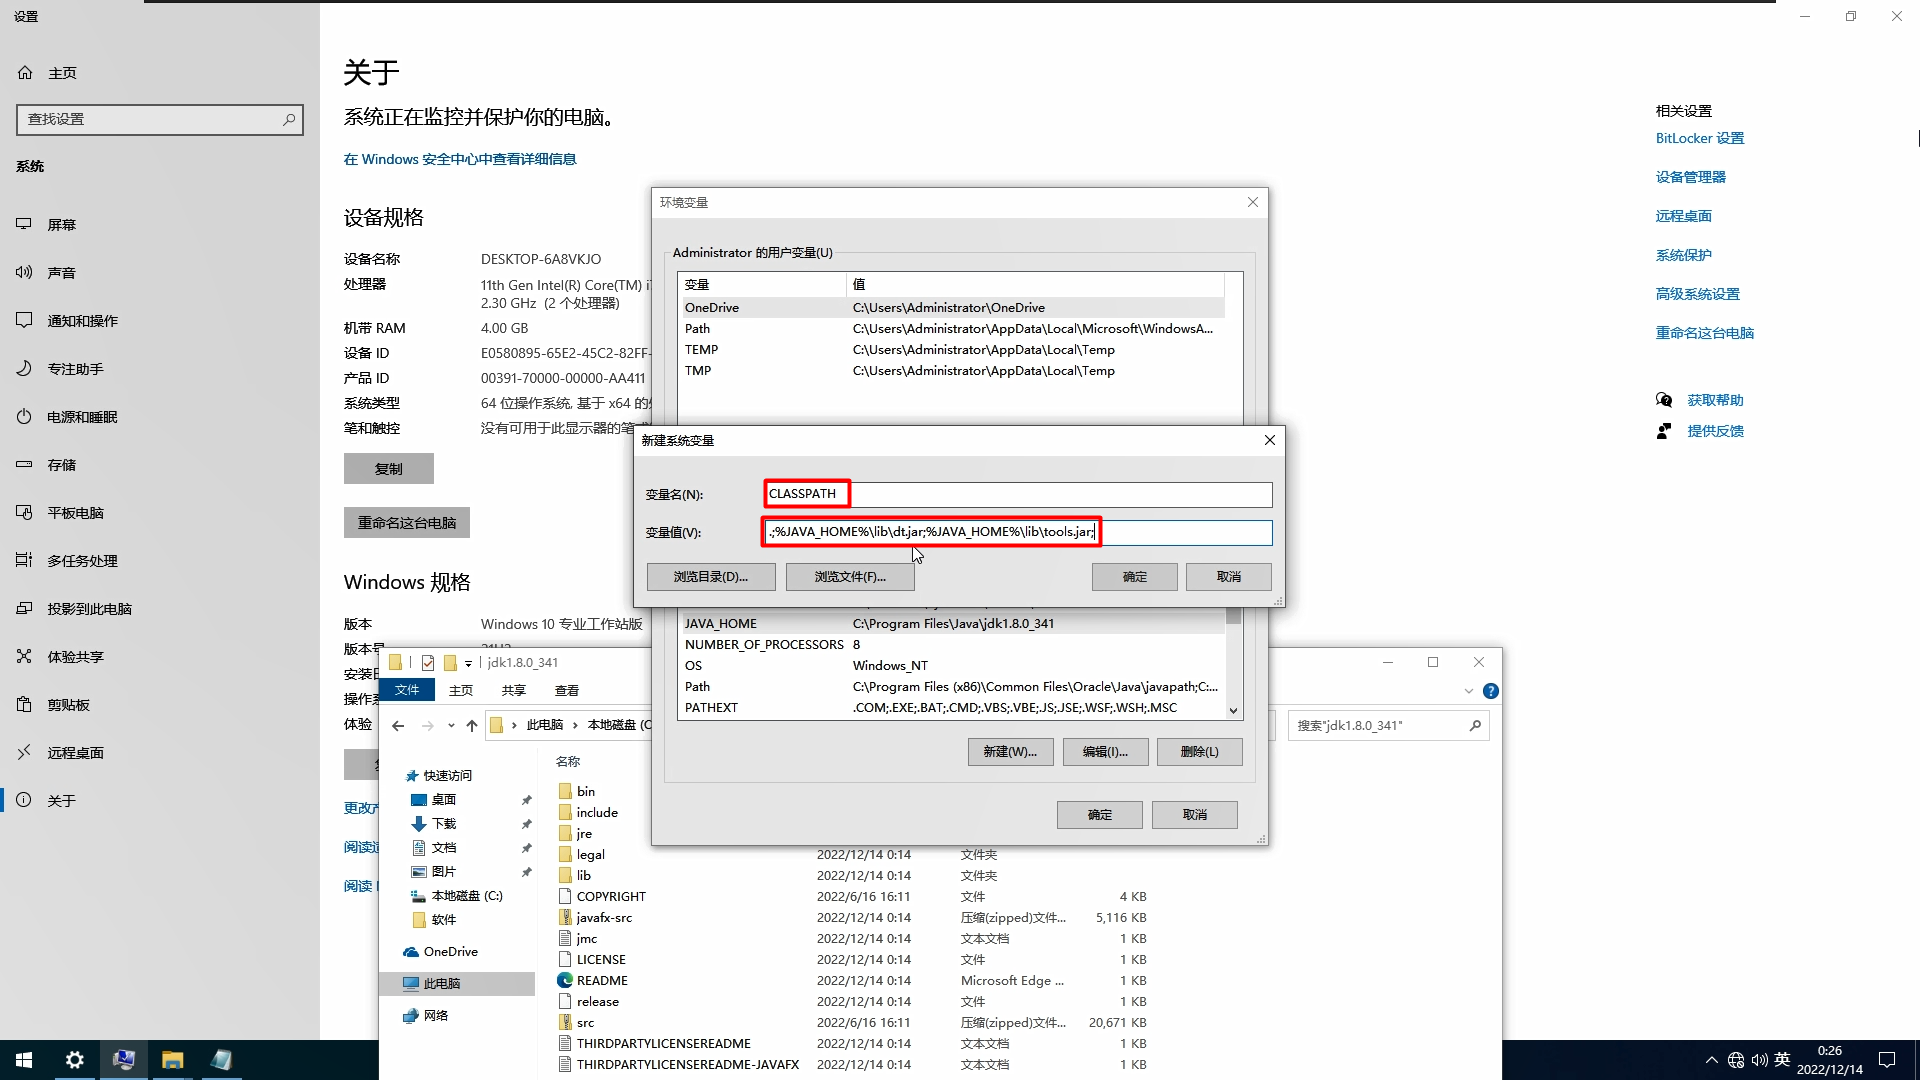 设置
主页
查找设置
系统
屏幕
声音
通知和操作
专注助手
电源和睡眠
存储
平板电脑
多任务处理
投影到此电脑
体验共享
剪贴板
远程桌面
关于
关于
系统正在监控并保护你的电脑。
在 Windows 安全中心中查看详细信息
设备规格
设备名称 DESKTOP-6A8VKJO
处理器 11th Gen Intel(R) Core(TM)
2.30 GHz (2 个处理器)
机带 RAM 4.00 GB
设备 ID E0580895-65E2-45C2-82FF-
产品 ID 00391-70000-00000-AA411
系统类型 64 位操作系统, 基于 x64 的
笔和触控 没有可用于此显示器的笔
复制
重命名这台电脑
Windows 规格
版本 Windows 10 专业工作站版
版本
安装
操作
体验
更改
阅读
阅读
相关设置
BitLocker 设置
设备管理器
远程桌面
系统保护
高级系统设置
重命名这台电脑
获取帮助
提供反馈
环境变量
Administrator 的用户变量(U)
变量 值
OneDrive C:\Users\Administrator\OneDrive
Path C:\Users\Administrator\AppData\Local\Microsoft\WindowsA...
TEMP C:\Users\Administrator\AppData\Local\Temp
TMP C:\Users\Administrator\AppData\Local\Temp
新建系统变量
变量名(N): CLASSPATH
变量值(V): .;%JAVA_HOME%\lib\dt.jar;%JAVA_HOME%\lib\tools.jar;
浏览目录(D)... 浏览文件(F)... 确定 取消
JAVA_HOME C:\Program Files\Java\jdk1.8.0_341
NUMBER_OF_PROCESSORS 8
OS Windows_NT
Path C:\Program Files (x86)\Common Files\Oracle\Java\javapath;C:...
PATHEXT .COM;.EXE;.BAT;.CMD;.VBS;.VBE;.JS;.JSE;.WSF;.WSH;.MSC
新建(W)... 编辑(I)... 删除(L)
确定 取消
jdk1.8.0_341
文件 主页 共享 查看
此电脑 本地磁盘 (C
搜索"jdk1.8.0_341"
快速访问
桌面
下载
文档
图片
本地磁盘 (C:)
软件
OneDrive
此电脑
网络
名称
bin
include
jre
legal 2022/12/14 0:14 文件夹
lib 2022/12/14 0:14 文件夹
COPYRIGHT 2022/6/16 16:11 文件 4 KB
javafx-src 2022/12/14 0:14 压缩(zipped)文件... 5,116 KB
jmc 2022/12/14 0:14 文本文档 1 KB
LICENSE 2022/12/14 0:14 文件 1 KB
README 2022/12/14 0:14 Microsoft Edge ... 1 KB
release 2022/12/14 0:14 文件 1 KB
src 2022/6/16 16:11 压缩(zipped)文件... 20,671 KB
THIRDPARTYLICENSEREADME 2022/12/14 0:14 文本文档 1 KB
THIRDPARTYLICENSEREADME-JAVAFX 2022/12/14 0:14 文本文档 1 KB
英
0:26
2022/12/14